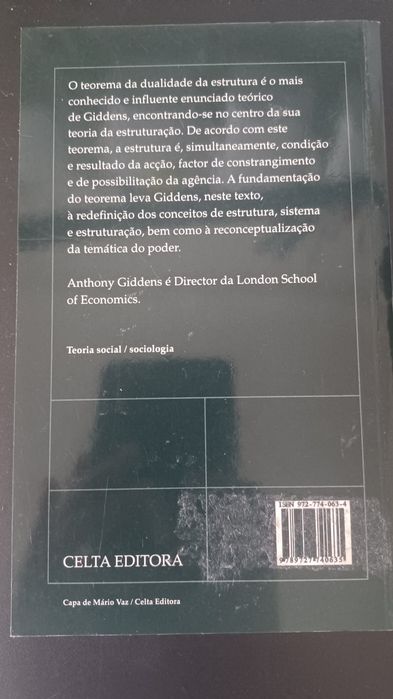 O teorema da dualidade da estrutura é o mais
conhecido e influente enunciado teórico
de Giddens, encontrando-se no centro da sua
teoria da estruturação. De acordo com este
teorema, a estrutura é, simultaneamente, condição
e resultado da acção, factor de constrangimento
e de possibilitação da agência. A fundamentação
do teorema leva Giddens, neste texto,
à redefinição dos conceitos de estrutura, sistema
e estruturação, bem como à reconceptualização
da temática do poder.
Anthony Giddens é Director da London School
of Economics.
Teoria social / sociologia
ISBN 972-774-063-4
9 789727 740635
CELTA EDITORA
Capa de Mário Vaz / Celta Editora